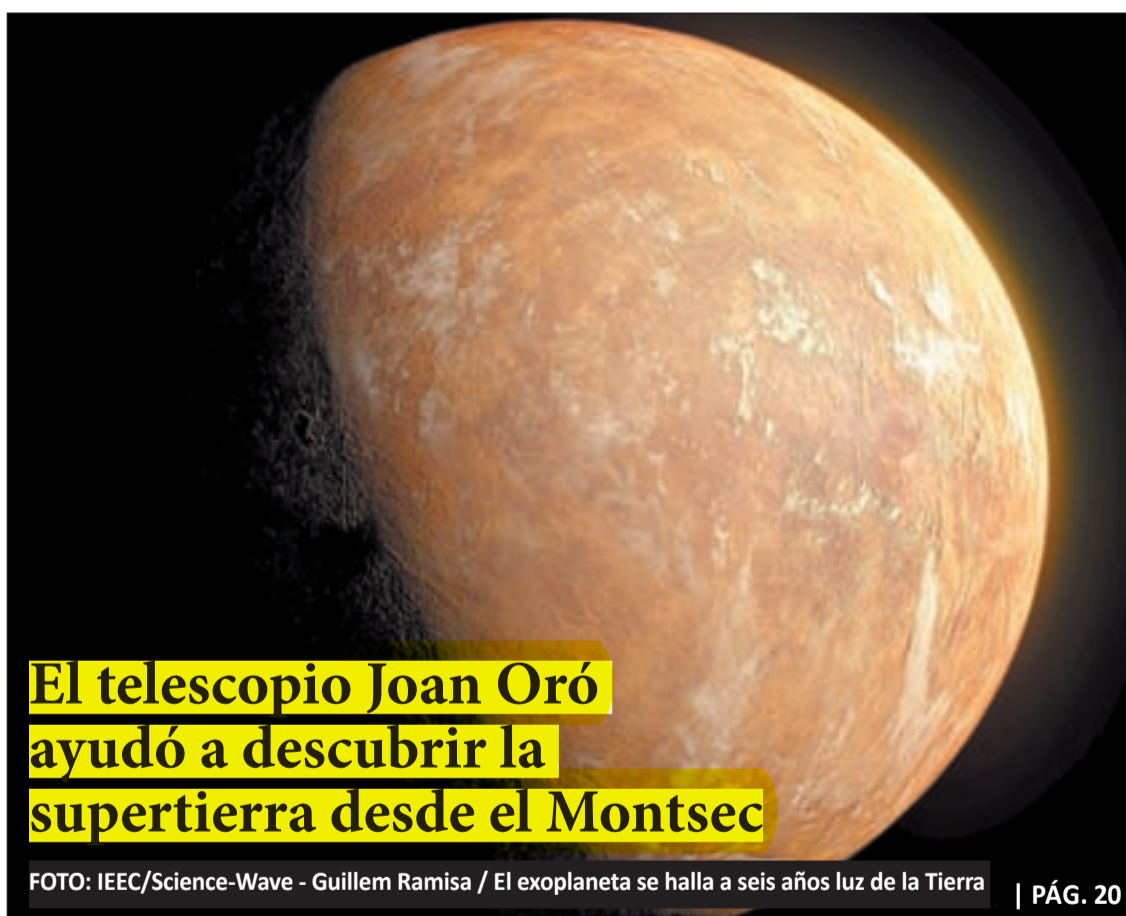 El telescopio Joan Oró
ayudó a descubrir la
supertierra desde el Montsec
FOTO: IEEC/Science-Wave - Guillem Ramisa / El exoplaneta se halla a seis años luz de la Tierra
| PÁG. 20